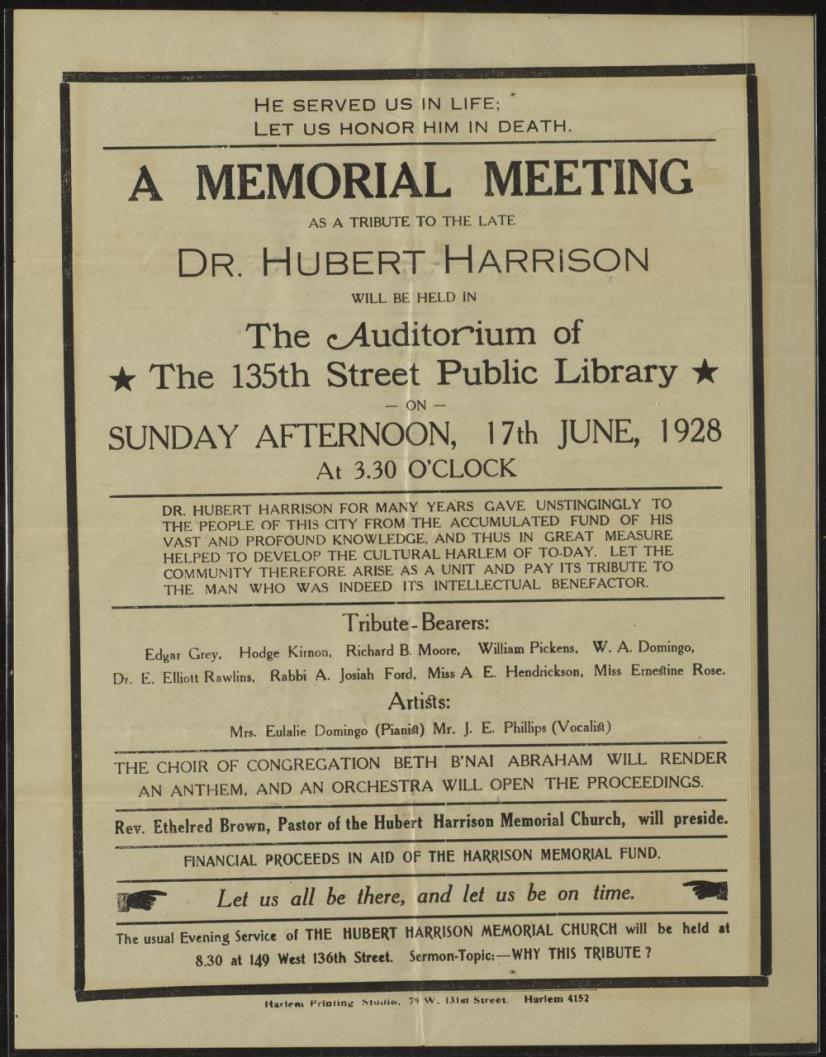 HE SERVED US IN LIFE;
LET US HONOR HIM IN DEATH.
A MEMORIAL MEETING
AS A TRIBUTE TO THE LATE
DR. HUBERT HARRISON
WILL BE HELD IN
The Auditorium of
★ The 135th Street Public Library ★
— ON —
SUNDAY AFTERNOON, 17th JUNE, 1928
At 3.30 O'CLOCK
DR. HUBERT HARRISON FOR MANY YEARS GAVE UNSTINGINGLY TO
THE PEOPLE OF THIS CITY FROM THE ACCUMULATED FUND OF HIS
VAST AND PROFOUND KNOWLEDGE, AND THUS IN GREAT MEASURE
HELPED TO DEVELOP THE CULTURAL HARLEM OF TO-DAY. LET THE
COMMUNITY THEREFORE ARISE AS A UNIT AND PAY ITS TRIBUTE TO
THE MAN WHO WAS INDEED ITS INTELLECTUAL BENEFACTOR.
Tribute-Bearers:
Edgar Grey, Hodge Kirnon, Richard B. Moore, William Pickens, W. A. Domingo,
Dr. E. Elliott Rawlins, Rabbi A. Josiah Ford, Miss A E. Hendrickson, Miss Ernestine Rose.
Artists:
Mrs. Eulalie Domingo (Pianist) Mr. J. E. Phillips (Vocalist)
THE CHOIR OF CONGREGATION BETH B'NAI ABRAHAM WILL RENDER
AN ANTHEM, AND AN ORCHESTRA WILL OPEN THE PROCEEDINGS.
Rev. Ethelred Brown, Pastor of the Hubert Harrison Memorial Church, will preside.
FINANCIAL PROCEEDS IN AID OF THE HARRISON MEMORIAL FUND.
Let us all be there, and let us be on time.
The usual Evening Service of THE HUBERT HARRISON MEMORIAL CHURCH will be held at
8.30 at 149 West 136th Street. Sermon-Topic:—WHY THIS TRIBUTE ?
Harlem Printing Studio, 79 W. 131st Street. Harlem 4152